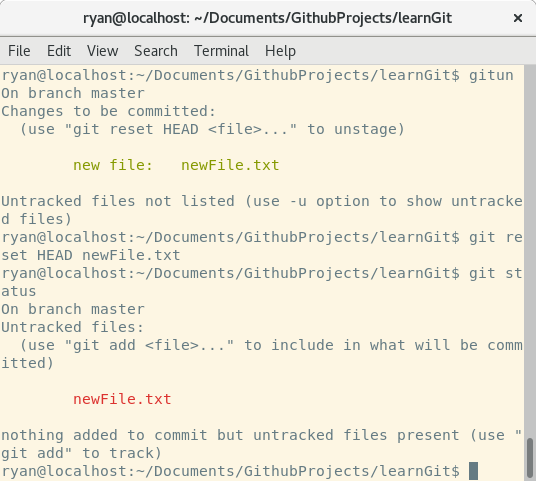 ryan@localhost: ~/Documents/GithubProjects/learnGit ×
File Edit View Search Terminal Help
ryan@localhost:~/Documents/GithubProjects/learnGit$ gitun
On branch master
Changes to be committed:
  (use "git reset HEAD <file>..." to unstage)
        new file:   newFile.txt
Untracked files not listed (use -u option to show untracke
d files)
ryan@localhost:~/Documents/GithubProjects/learnGit$ git re
set HEAD newFile.txt
ryan@localhost:~/Documents/GithubProjects/learnGit$ git st
atus
On branch master
Untracked files:
  (use "git add <file>..." to include in what will be comm
itted)
        newFile.txt
nothing added to commit but untracked files present (use "
git add" to track)
ryan@localhost:~/Documents/GithubProjects/learnGit$